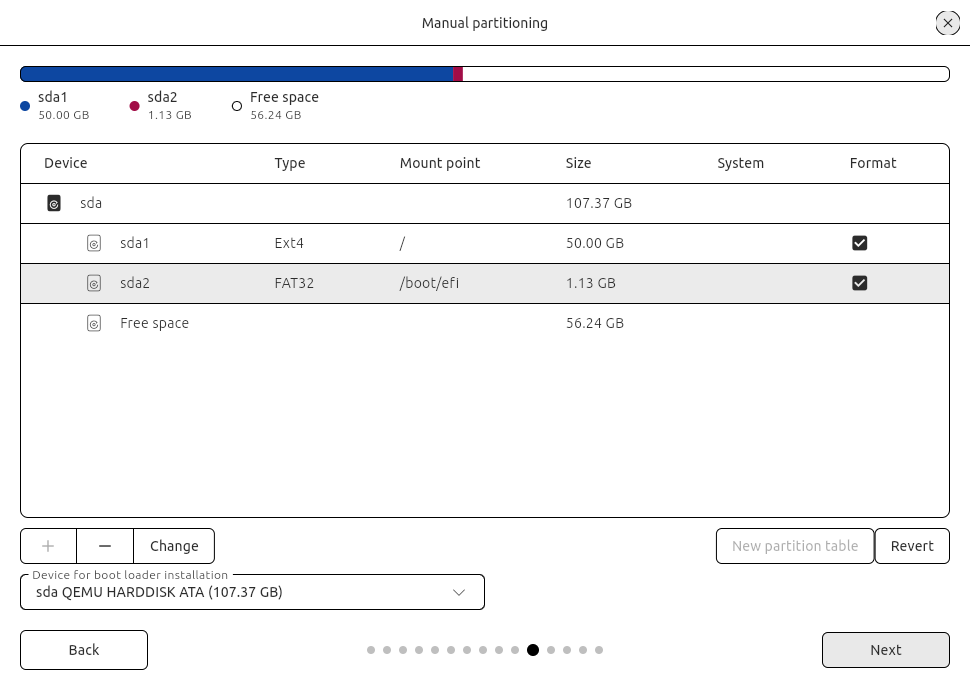 Manual partitioning
sda1
50.00 GB
sda2
1.13 GB
Free space
56.24 GB
Device Type Mount point Size System Format
sda 107.37 GB
sda1 Ext4 / 50.00 GB
sda2 FAT32 /boot/efi 1.13 GB
Free space 56.24 GB
Change
New partition table
Revert
Device for boot loader installation
sda QEMU HARDDISK ATA (107.37 GB)
Back
Next